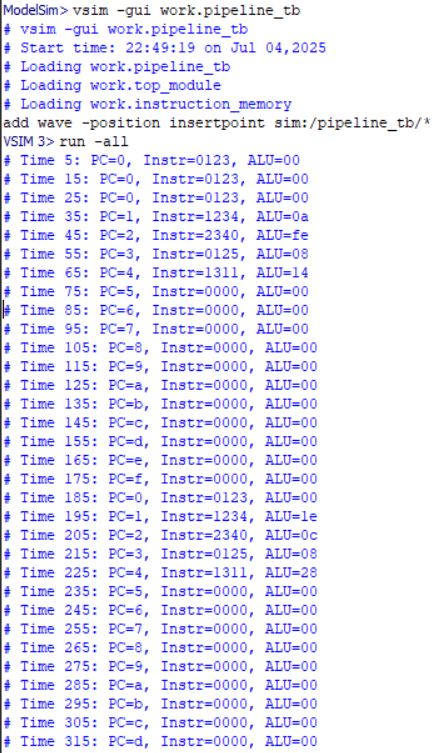 ModelSim> vsim -gui work.pipeline_tb
# vsim -gui work.pipeline_tb
# Start time: 22:49:19 on Jul 04,2025
# Loading work.pipeline_tb
# Loading work.top_module
# Loading work.instruction_memory
add wave -position insertpoint sim:/pipeline_tb/*
VSIM 3> run -all
# Time 5: PC=0, Instr=0123, ALU=00
# Time 15: PC=0, Instr=0123, ALU=00
# Time 25: PC=0, Instr=0123, ALU=00
# Time 35: PC=1, Instr=1234, ALU=0a
# Time 45: PC=2, Instr=2340, ALU=fe
# Time 55: PC=3, Instr=0125, ALU=08
# Time 65: PC=4, Instr=1311, ALU=14
# Time 75: PC=5, Instr=0000, ALU=00
# Time 85: PC=6, Instr=0000, ALU=00
# Time 95: PC=7, Instr=0000, ALU=00
# Time 105: PC=8, Instr=0000, ALU=00
# Time 115: PC=9, Instr=0000, ALU=00
# Time 125: PC=a, Instr=0000, ALU=00
# Time 135: PC=b, Instr=0000, ALU=00
# Time 145: PC=c, Instr=0000, ALU=00
# Time 155: PC=d, Instr=0000, ALU=00
# Time 165: PC=e, Instr=0000, ALU=00
# Time 175: PC=f, Instr=0000, ALU=00
# Time 185: PC=0, Instr=0123, ALU=00
# Time 195: PC=1, Instr=1234, ALU=1e
# Time 205: PC=2, Instr=2340, ALU=0c
# Time 215: PC=3, Instr=0125, ALU=08
# Time 225: PC=4, Instr=1311, ALU=28
# Time 235: PC=5, Instr=0000, ALU=00
# Time 245: PC=6, Instr=0000, ALU=00
# Time 255: PC=7, Instr=0000, ALU=00
# Time 265: PC=8, Instr=0000, ALU=00
# Time 275: PC=9, Instr=0000, ALU=00
# Time 285: PC=a, Instr=0000, ALU=00
# Time 295: PC=b, Instr=0000, ALU=00
# Time 305: PC=c, Instr=0000, ALU=00
# Time 315: PC=d, Instr=0000, ALU=00